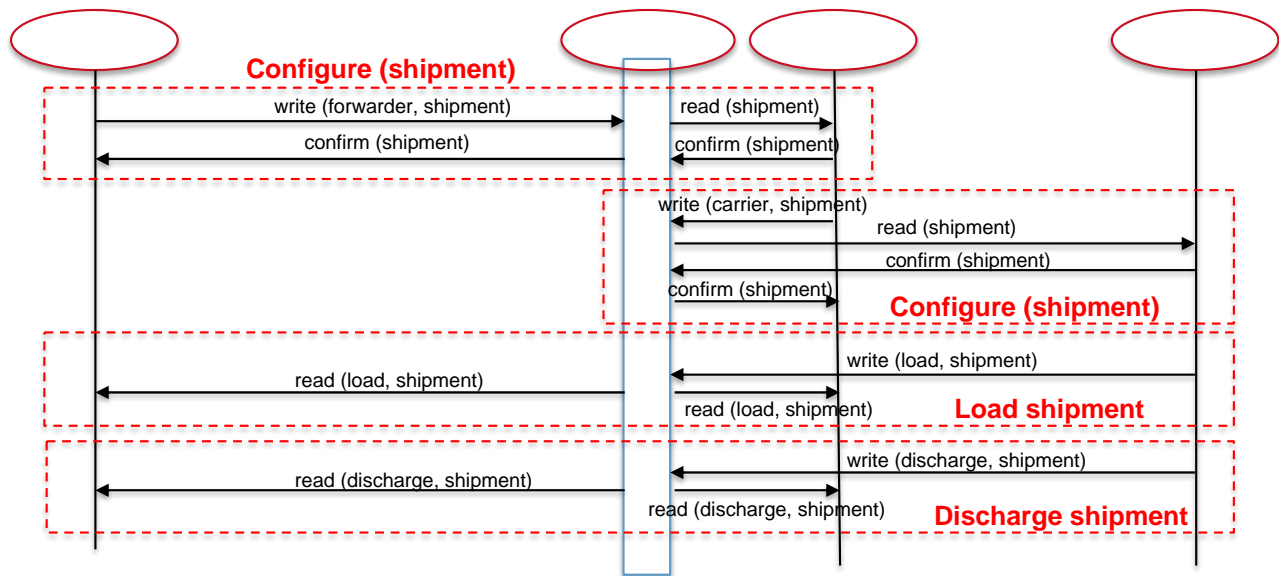 Configure (shipment)
write (forwarder, shipment)
read (shipment)
confirm (shipment)
confirm (shipment)
write (carrier, shipment)
read (shipment)
confirm (shipment)
confirm (shipment)
Configure (shipment)
write (load, shipment)
read (load, shipment)
read (load, shipment)
Load shipment
write (discharge, shipment)
read (discharge, shipment)
read (discharge, shipment)
Discharge shipment